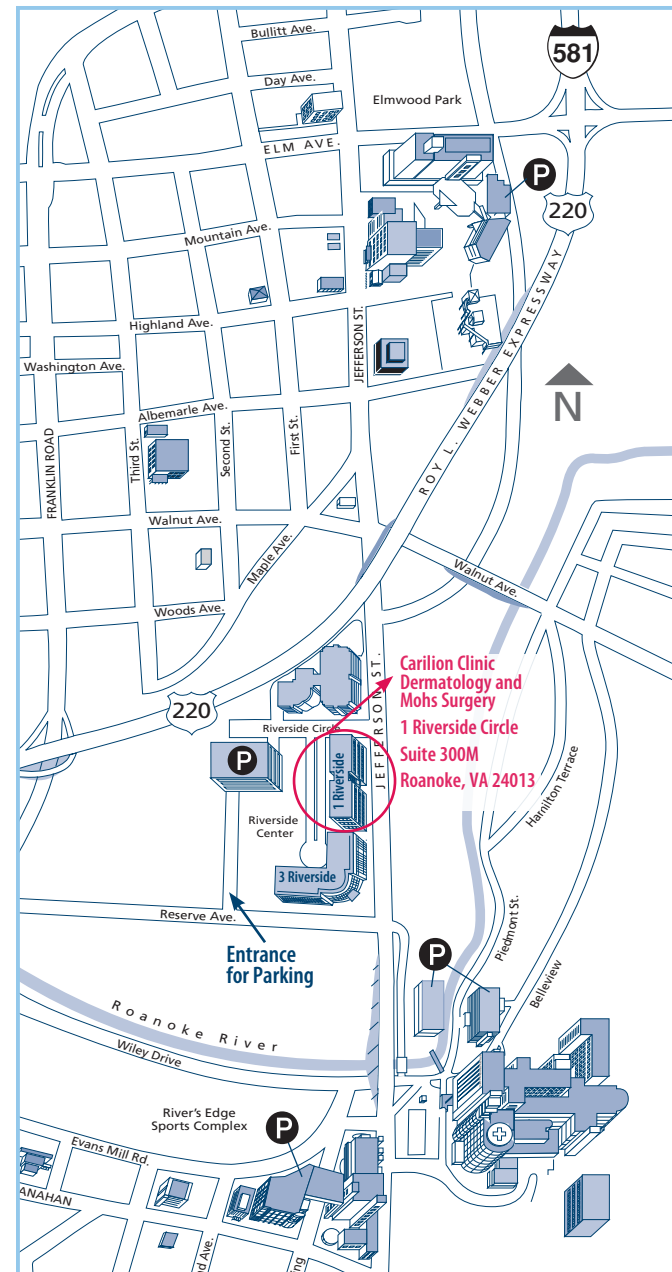 Bullitt Ave.
581
Day Ave.
Elmwood Park
ELM AVE.
P
220
Mountain Ave.
ROY L. WEBBER EXPRESSWAY
Highland Ave.
JEFFERSON ST.
Washington Ave.
N
Albemarle Ave.
FRANKLIN ROAD
Third St.
Second St.
First St.
Walnut Ave.
Maple Ave.
Walnut Ave.
Woods Ave.
Carilion Clinic
Dermatology and
Mohs Surgery
1 Riverside Circle
Suite 300M
Roanoke, VA 24013
220
JEFFERSON ST.
Riverside Circle
P
1 Riverside
Hamilton Terrace
Riverside
Center
3 Riverside
Reserve Ave.
Piedmont St.
Entrance
for Parking
P
Belleview
Roanoke River
Wiley Drive
River's Edge
Sports Complex
P
Evans Mill Rd.
ANAHAN
d Ave.
ing